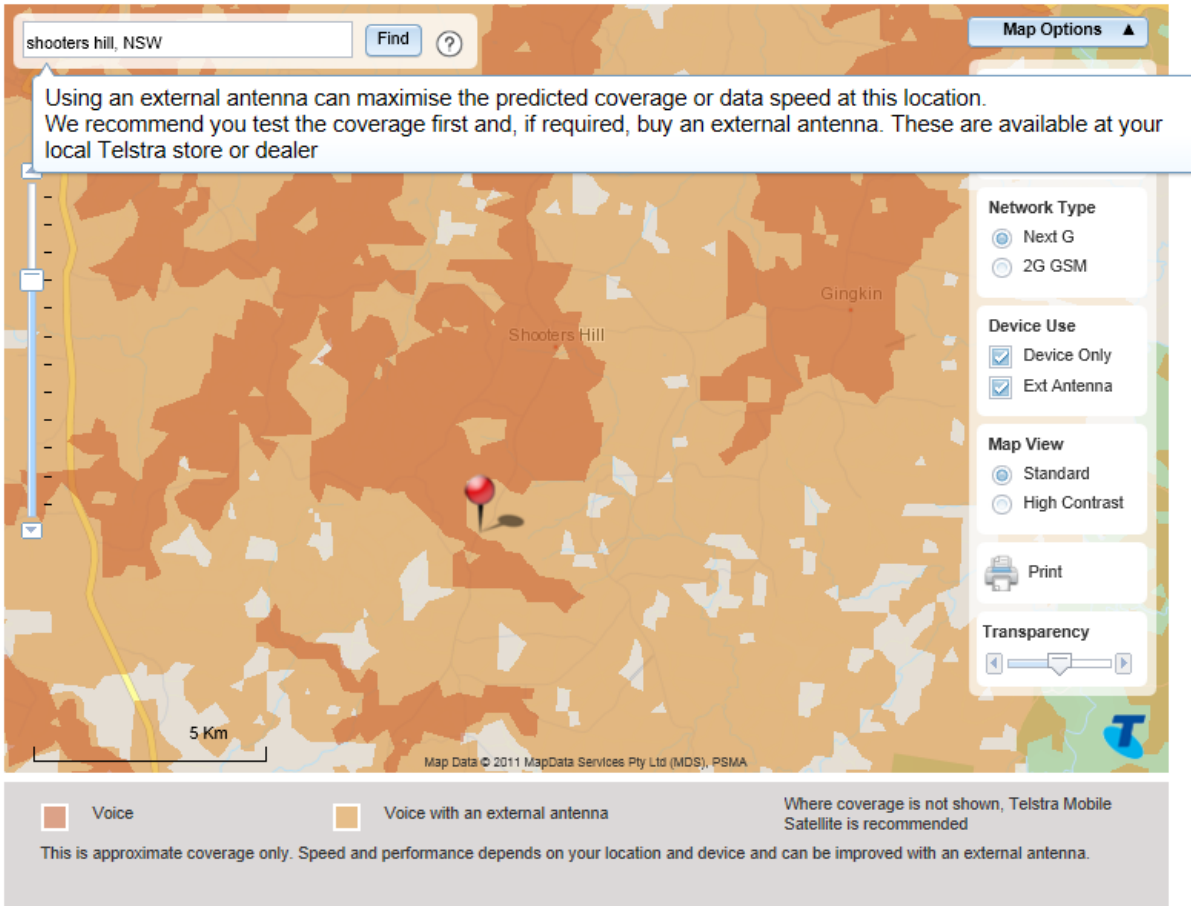 shooters hill, NSW
Find
?
Map Options ▲
Using an external antenna can maximise the predicted coverage or data speed at this location.
We recommend you test the coverage first and, if required, buy an external antenna. These are available at your
local Telstra store or dealer
Network Type
Next G
2G GSM
Gingkin
Shooters Hill
Device Use
Device Only
Ext Antenna
Map View
Standard
High Contrast
Print
Transparency
5 Km
Map Data © 2011 MapData Services Pty Ltd (MDS), PSMA
T
Voice
Voice with an external antenna
Where coverage is not shown, Telstra Mobile
Satellite is recommended
This is approximate coverage only. Speed and performance depends on your location and device and can be improved with an external antenna.